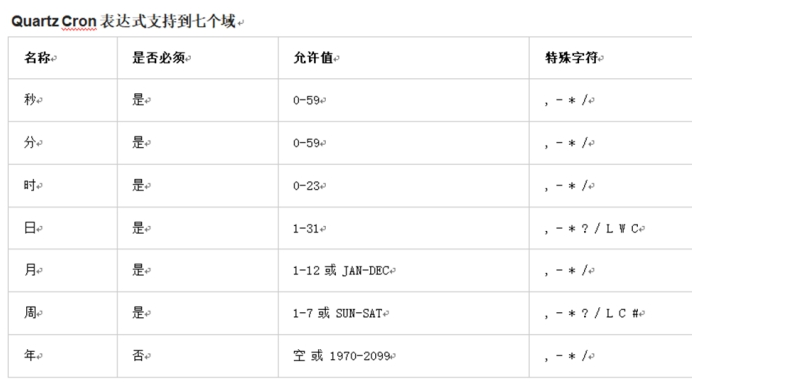 Quartz Cron 表达式支持到七个域
名称 是否必须 允许值 特殊字符
秒 是 0-59 , - * /
分 是 0-59 , - * /
时 是 0-23 , - * /
日 是 1-31 , - * ? / L W C
月 是 1-12 或 JAN-DEC , - * /
周 是 1-7 或 SUN-SAT , - * ? / L C #
年 否 空 或 1970-2099 , - * /